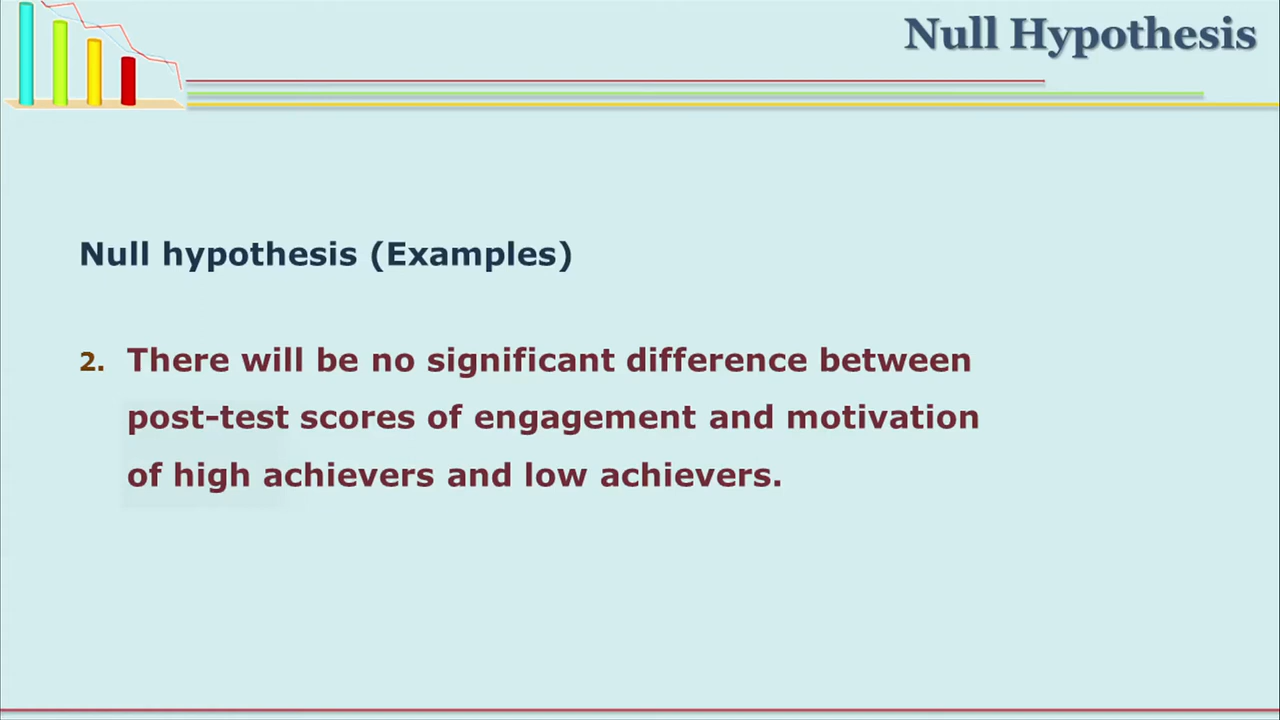 Null Hypothesis
Null hypothesis (Examples)
2. There will be no significant difference between
post-test scores of engagement and motivation
of high achievers and low achievers.